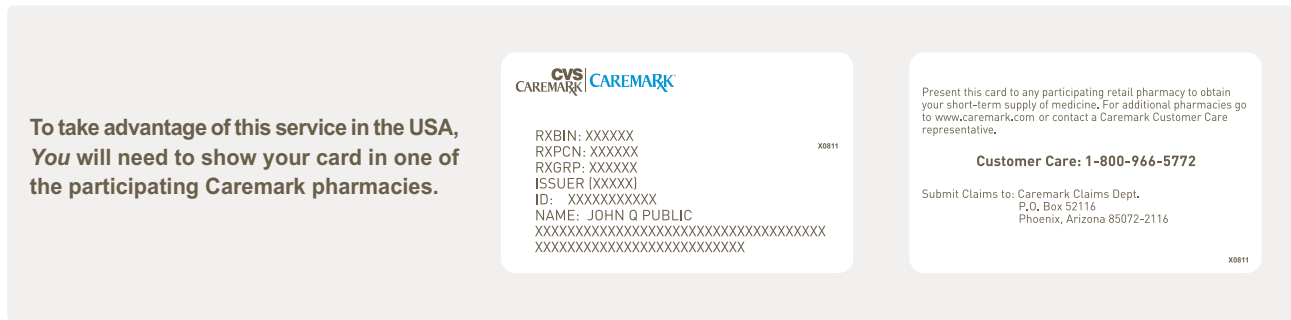 To take advantage of this service in the USA,
You will need to show your card in one of
the participating Caremark pharmacies.
CVS
CAREMARK CAREMARK
RXBIN: XXXXXX
RXPCN: XXXXXX
RXGRP: XXXXXX
ISSUER (XXXXX)
ID: XXXXXXXXXXX
NAME: JOHN Q PUBLIC
XXXXXXXXXXXXXXXXXXXXXXXXXXXXXXXXXXXX
XXXXXXXXXXXXXXXXXXXXXXXXXX
X0811
Present this card to any participating retail pharmacy to obtain
your short-term supply of medicine. For additional pharmacies go
to www.caremark.com or contact a Caremark Customer Care
representative.
Customer Care: 1-800-966-5772
Submit Claims to: Caremark Claims Dept.
P.O. Box 52116
Phoenix, Arizona 85072-2116
X0811